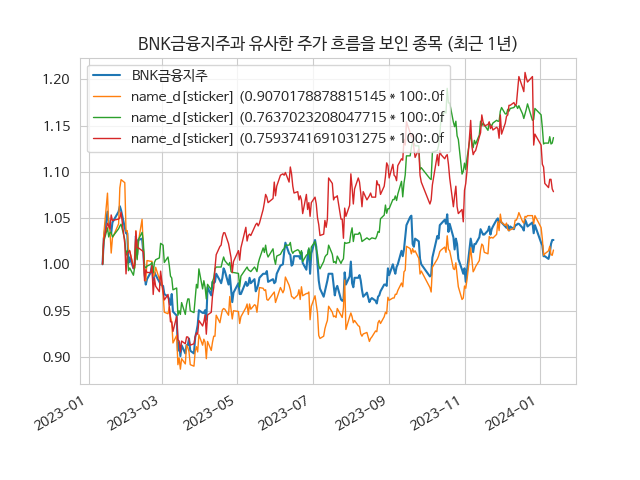 BNK금융지주과 유사한 주가 흐름을 보인 종목 (최근 1년)
BNK금융지주
name_d[sticker] (0.9070178878815145 * 100:.0f
name_d[sticker] (0.7637023208047715 * 100:.0f
name_d[sticker] (0.7593741691031275 * 100:.0f
1.20
1.15
1.10
1.05
1.00
0.95
0.90
2023-01
2023-03
2023-05
2023-07
2023-09
2023-11
2024-01